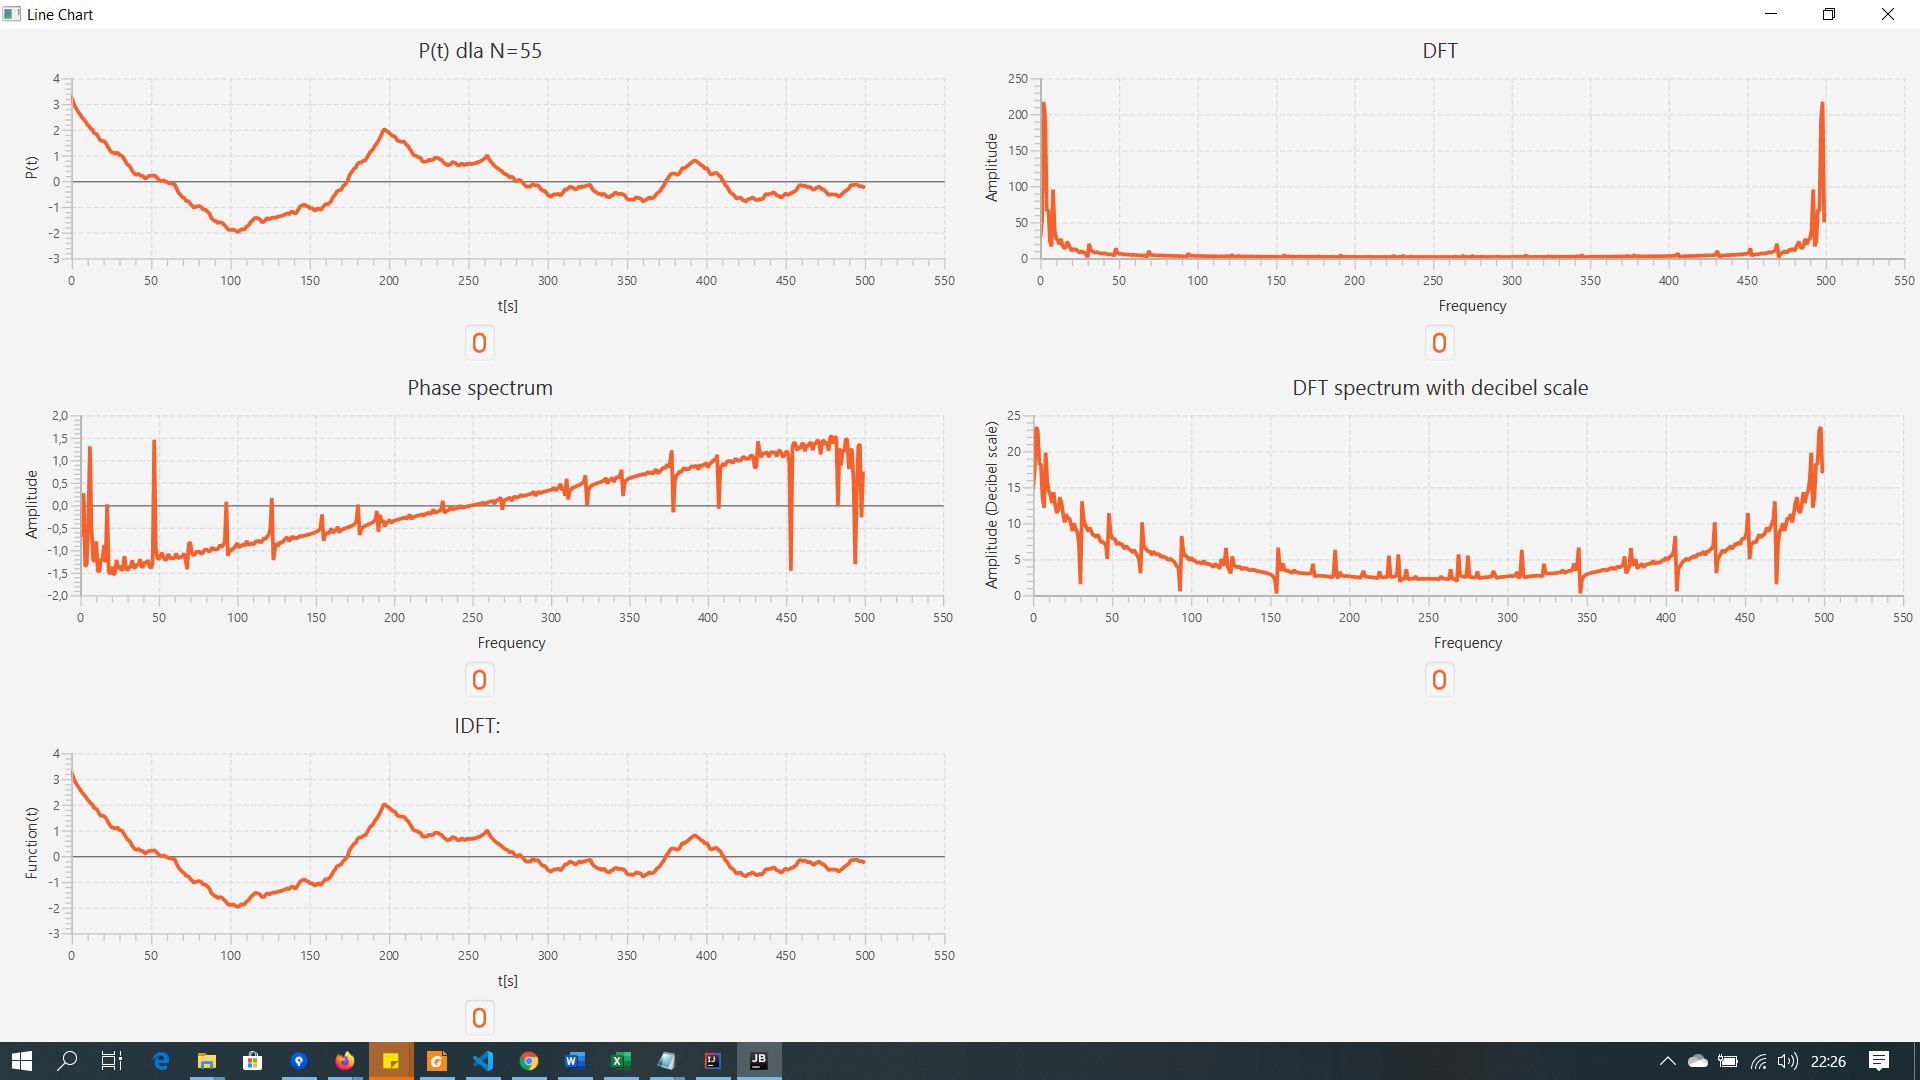 Line Chart
P(t) dla N=55
4
3
2
1
0
-1
-2
-3
P(t)
0 50 100 150 200 250 300 350 400 450 500 550
t[s]
0
DFT
250
200
150
100
50
0
Amplitude
0 50 100 150 200 250 300 350 400 450 500 550
Frequency
0
Phase spectrum
2,0
1,5
1,0
0,5
0,0
-0,5
-1,0
-1,5
-2,0
Amplitude
0 50 100 150 200 250 300 350 400 450 500 550
Frequency
0
DFT spectrum with decibel scale
25
20
15
10
5
0
Amplitude (Decibel scale)
0 50 100 150 200 250 300 350 400 450 500 550
Frequency
0
IDFT:
4
3
2
1
0
-1
-2
-3
Function(t)
0 50 100 150 200 250 300 350 400 450 500 550
t[s]
0
22:26